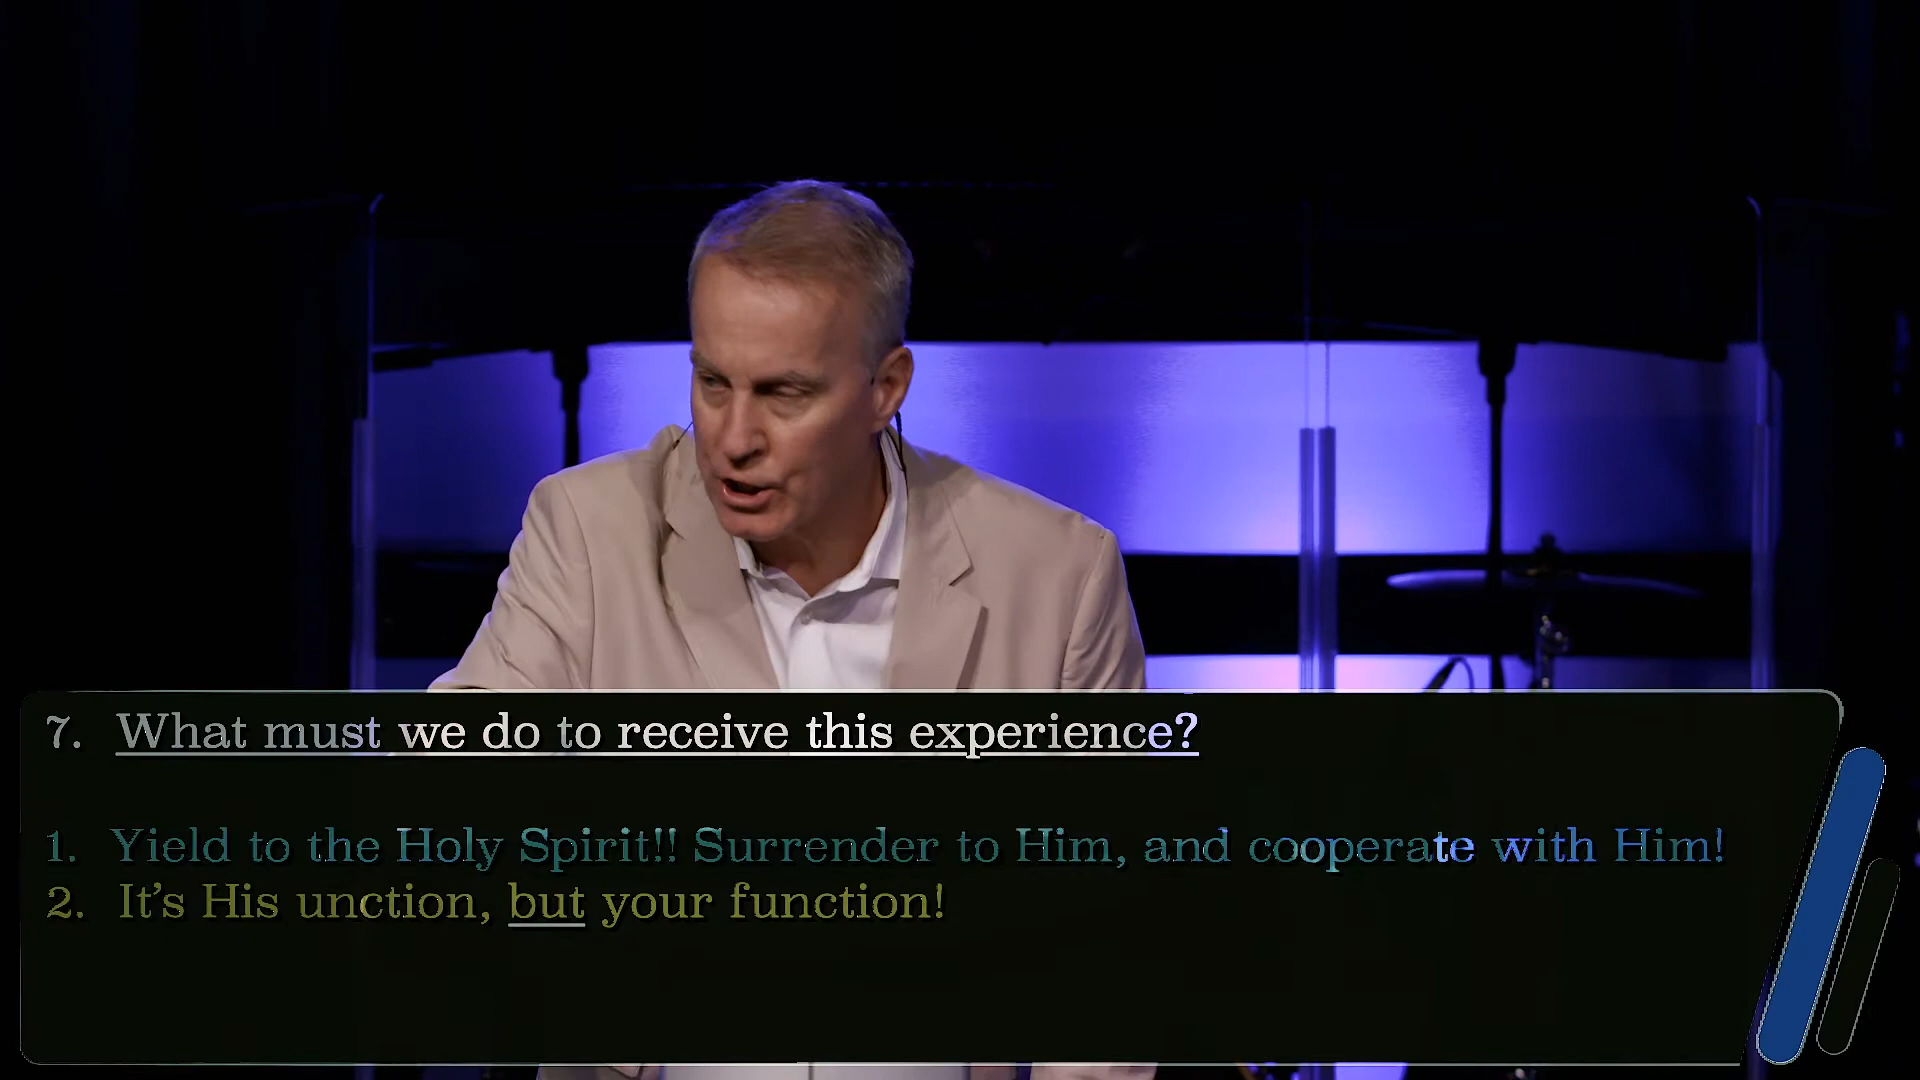 7. What must we do to receive this experience?
1. Yield to the Holy Spirit!! Surrender to Him, and cooperate with Him!
2. It's His unction, but your function!